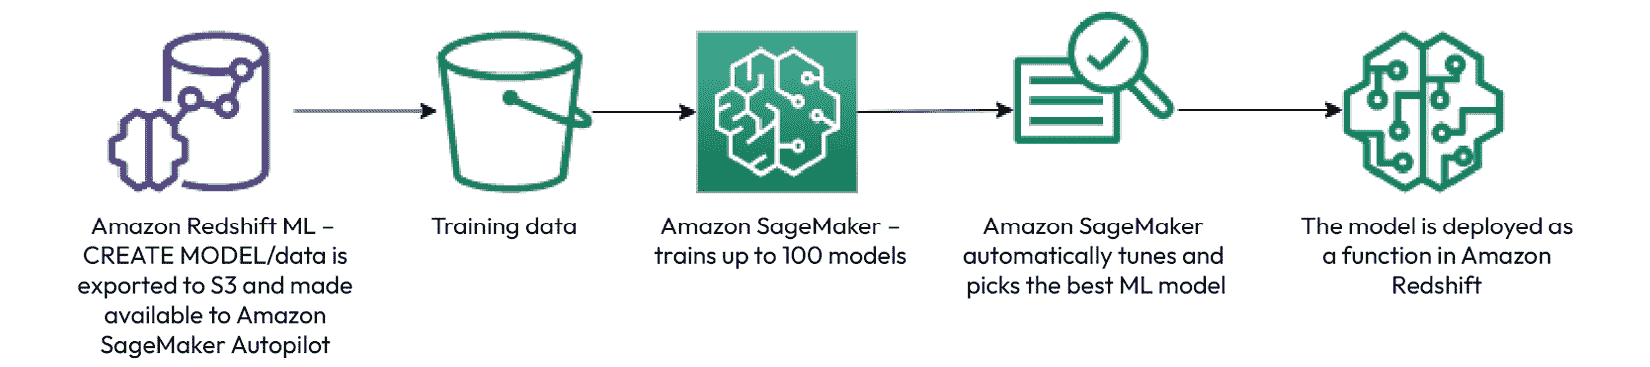 Amazon Redshift ML –
CREATE MODEL/data is
exported to S3 and made
available to Amazon
SageMaker Autopilot
Training data
Amazon SageMaker –
trains up to 100 models
Amazon SageMaker
automatically tunes and
picks the best ML model
The model is deployed as
a function in Amazon
Redshift